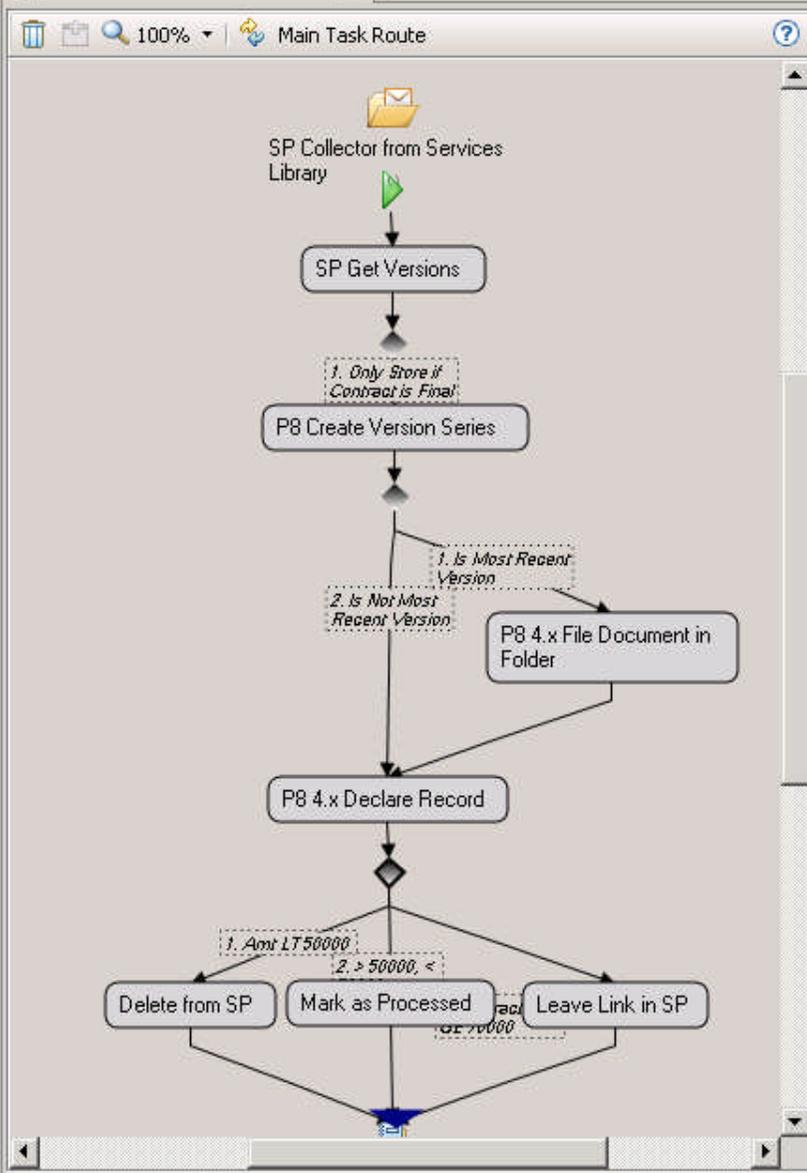 100% Main Task Route
SP Collector from Services
Library
SP Get Versions
1. Only Store if
Contract is Final
P8 Create Version Series
1. Is Most Recent
Version
2. Is Not Most
Recent Version
P8 4.x File Document in
Folder
P8 4.x Declare Record
1. Amt LT 50000
2. > 50000, <
Delete from SP
Mark as Processed
Leave Link in SP